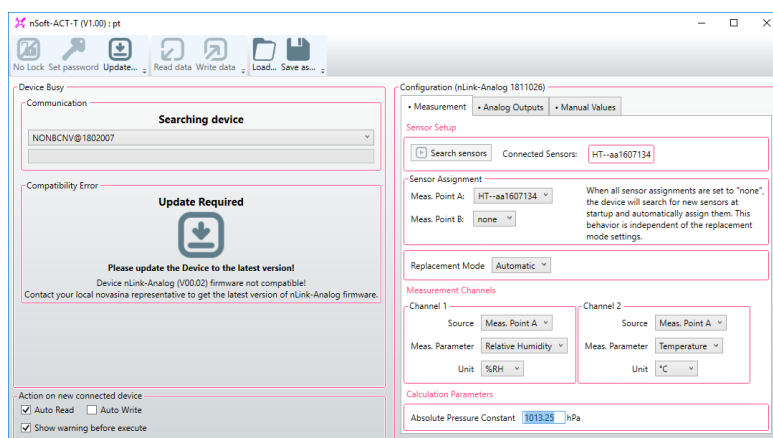 nSoft-ACT-T (V1.00) : pt
No Lock Set password Update... Read data Write data Load... Save as...
Device Busy
Communication
Searching device
NONBCNV@1802007
Compatibility Error
Update Required
Please update the Device to the latest version!
Device nLink-Analog (V00.02) firmware not compatible!
Contact your local novasina representative to get the latest version of nLink-Analog firmware.
Action on new connected device
Auto Read Auto Write
Show warning before execute
Configuration (nLink-Analog 1811026)
• Measurement • Analog Outputs • Manual Values
Sensor Setup
Search sensors Connected Sensors: HT--aa1607134
Sensor Assignment
Meas. Point A: HT--aa1607134
Meas. Point B: none
When all sensor assignments are set to "none",
the device will search for new sensors at
startup and automatically assign them. This
behavior is independent of the replacement
mode settings.
Replacement Mode Automatic
Measurement Channels
Channel 1
Source Meas. Point A
Meas. Parameter Relative Humidity
Unit %RH
Channel 2
Source Meas. Point A
Meas. Parameter Temperature
Unit °C
Calculation Parameters
Absolute Pressure Constant 1013.25 hPa